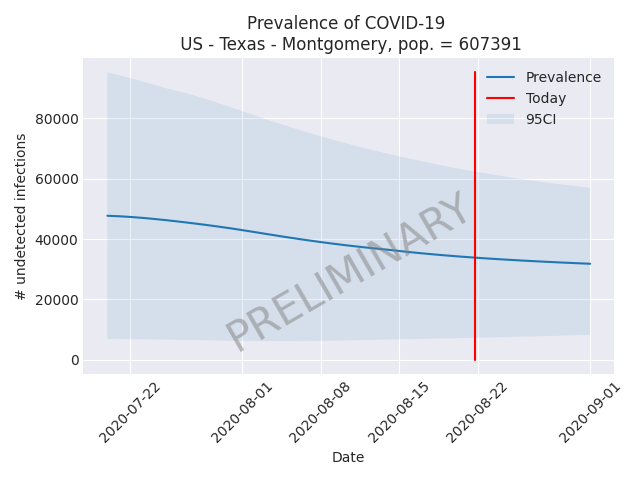 Prevalence of COVID-19
US - Texas - Montgomery, pop. = 607391
Prevalence
Today
95CI
# undetected infections
80000
60000
40000
20000
0
PRELIMINARY
2020-07-22
2020-08-01
2020-08-08
2020-08-15
2020-08-22
2020-09-01
Date